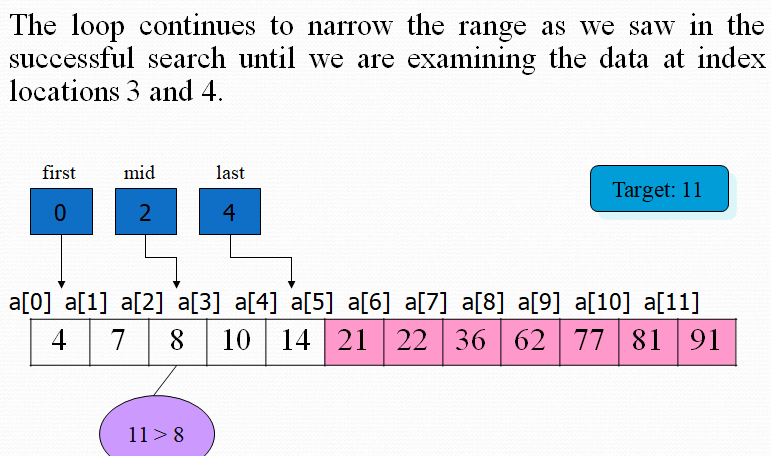 The loop continues to narrow the range as we saw in the
successful search until we are examining the data at index
locations 3 and 4.
first mid last
Target: 11
0 2 4
a[0] a[1] a[2] a[3] a[4] a[5] a[6] a[7] a[8] a[9] a[10] a[11]
4 7 8 10 14 21 22 36 62 77 81 91
11 > 8